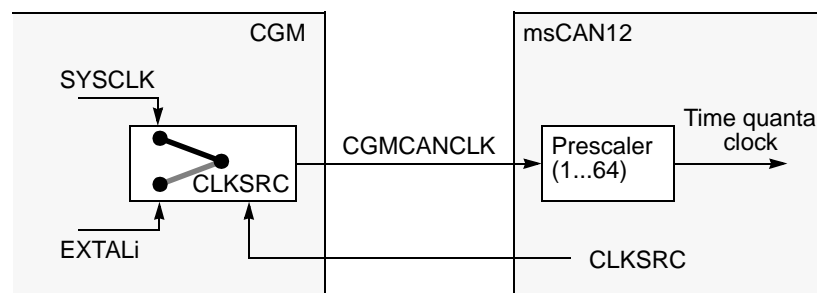 CGM
msCAN12
SYSCLK
CGMCANCLK
Prescaler
(1...64)
Time quanta
clock
CLKSRC
EXTALi
CLKSRC